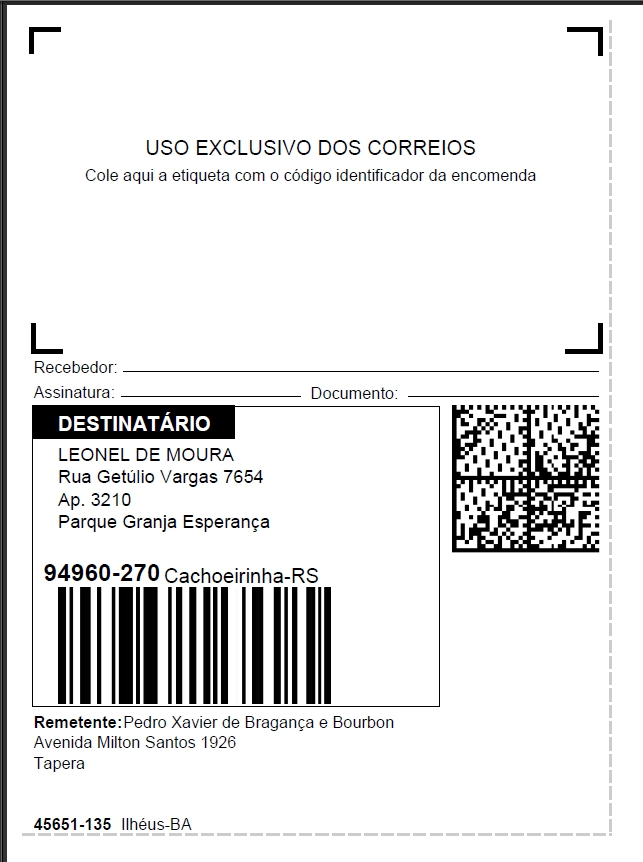 USO EXCLUSIVO DOS CORREIOS
Cole aqui a etiqueta com o código identificador da encomenda
Recebedor:
Assinatura: Documento:
DESTINATÁRIO
LEONEL DE MOURA
Rua Getúlio Vargas 7654
Ap. 3210
Parque Granja Esperança
94960-270 Cachoeirinha-RS
Remetente:Pedro Xavier de Bragança e Bourbon
Avenida Milton Santos 1926
Tapera
45651-135 Ilhéus-BA